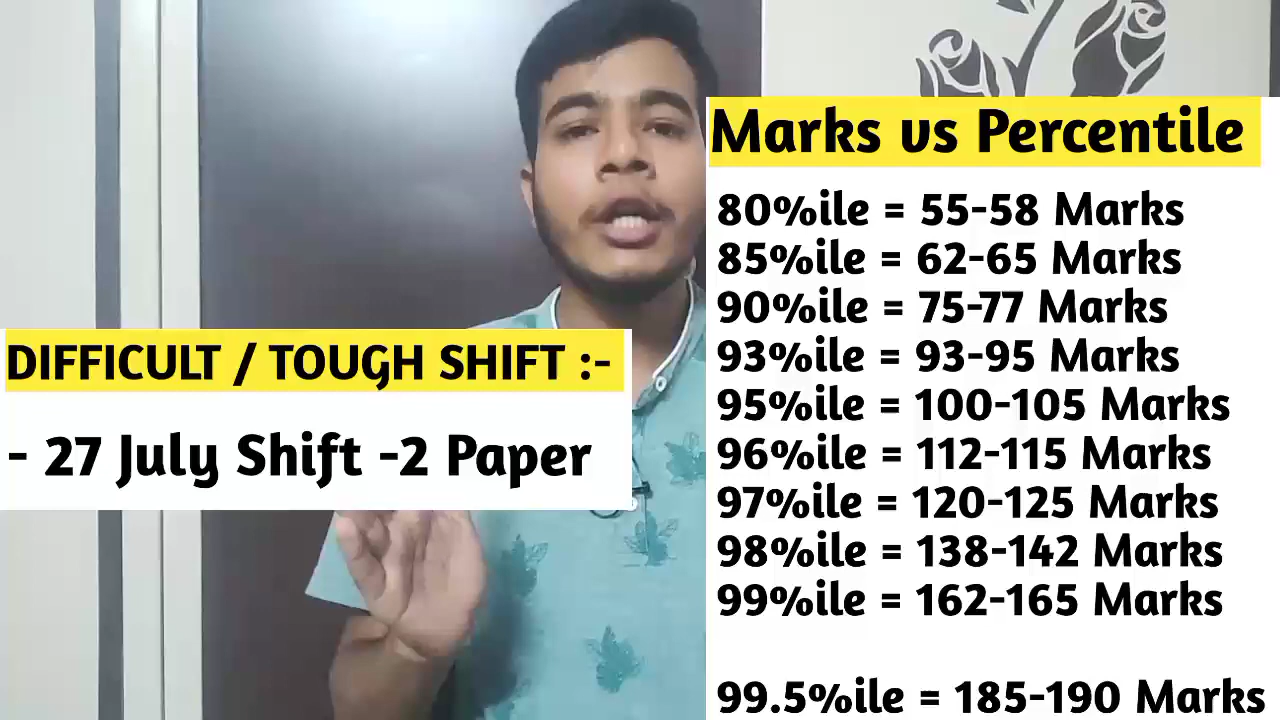 Marks vs Percentile
80%ile = 55-58 Marks
85%ile = 62-65 Marks
90%ile = 75-77 Marks
93%ile = 93-95 Marks
95%ile = 100-105 Marks
96%ile = 112-115 Marks
97%ile = 120-125 Marks
98%ile = 138-142 Marks
99%ile = 162-165 Marks
99.5%ile = 185-190 Marks
DIFFICULT / TOUGH SHIFT :-
- 27 July Shift -2 Paper